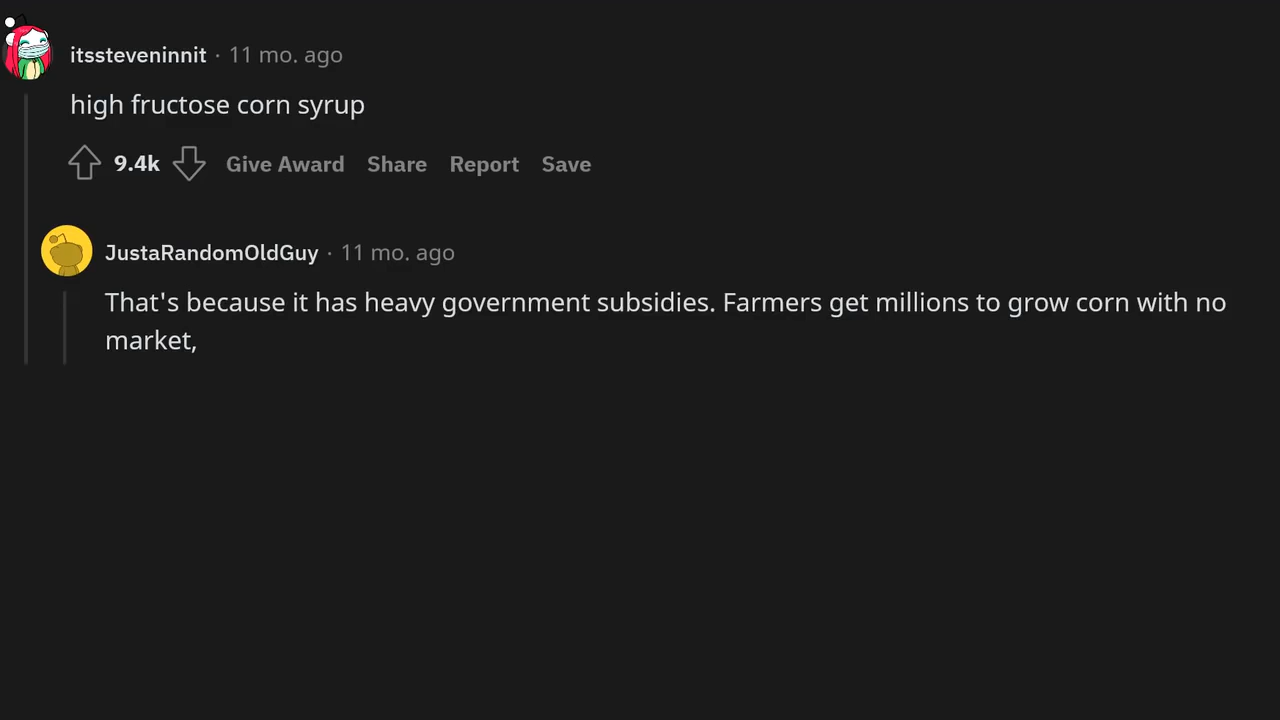 itssteveninnit · 11 mo. ago
high fructose corn syrup
9.4k Give Award Share Report Save
JustaRandomOldGuy · 11 mo. ago
That's because it has heavy government subsidies. Farmers get millions to grow corn with no
market,